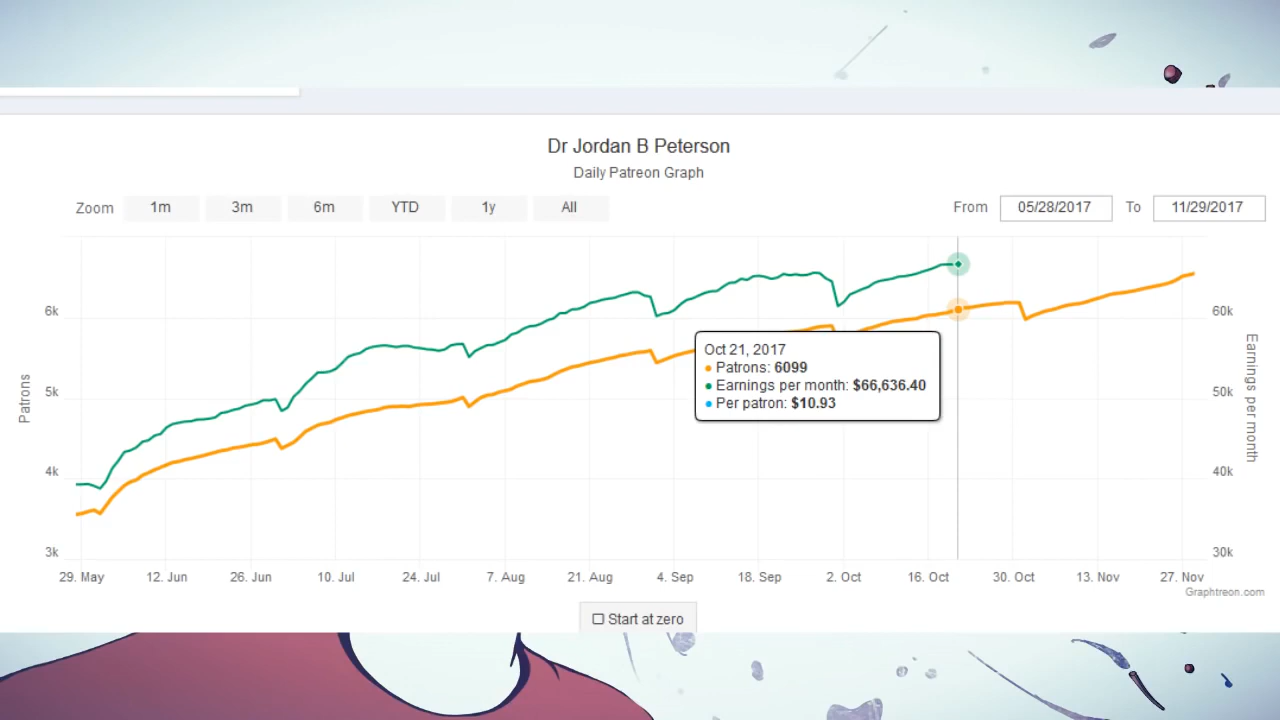 Dr Jordan B Peterson
Daily Patreon Graph
Zoom 1m 3m 6m YTD 1y All From 05/28/2017 To 11/29/2017
6k 60k
5k 50k
4k 40k
3k 30k
Patrons
Earnings per month
Oct 21, 2017
● Patrons: 6099
● Earnings per month: $66,636.40
● Per patron: $10.93
29. May 12. Jun 26. Jun 10. Jul 24. Jul 7. Aug 21. Aug 4. Sep 18. Sep 2. Oct 16. Oct 30. Oct 13. Nov 27. Nov
Graphtreon.com
Start at zero